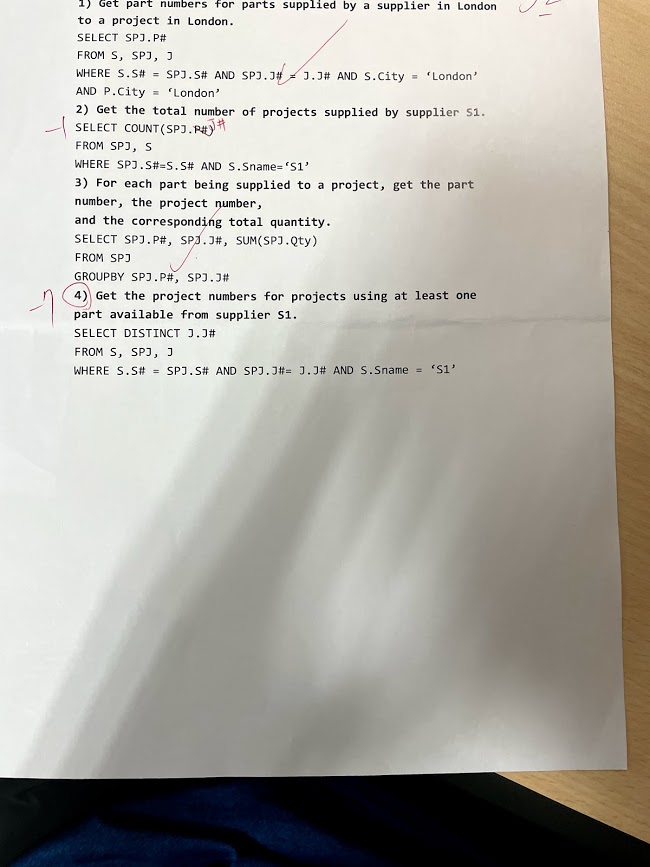 1) Get part numbers for parts supplied by a supplier in London
to a project in London.
SELECT SPJ.P#
FROM S, SPJ, J
WHERE S.S# = SPJ.S# AND SPJ.J# = J.J# AND S.City = ‘London’
AND P.City = ‘London’
2) Get the total number of projects supplied by supplier S1.
-1 SELECT COUNT(SPJ.P#) J#
FROM SPJ, S
WHERE SPJ.S#=S.S# AND S.Sname=‘S1’
3) For each part being supplied to a project, get the part
number, the project number,
and the corresponding total quantity.
SELECT SPJ.P#, SPJ.J#, SUM(SPJ.Qty)
FROM SPJ
GROUPBY SPJ.P#, SPJ.J#
4) Get the project numbers for projects using at least one
part available from supplier S1.
SELECT DISTINCT J.J#
FROM S, SPJ, J
WHERE S.S# = SPJ.S# AND SPJ.J#= J.J# AND S.Sname = ‘S1’